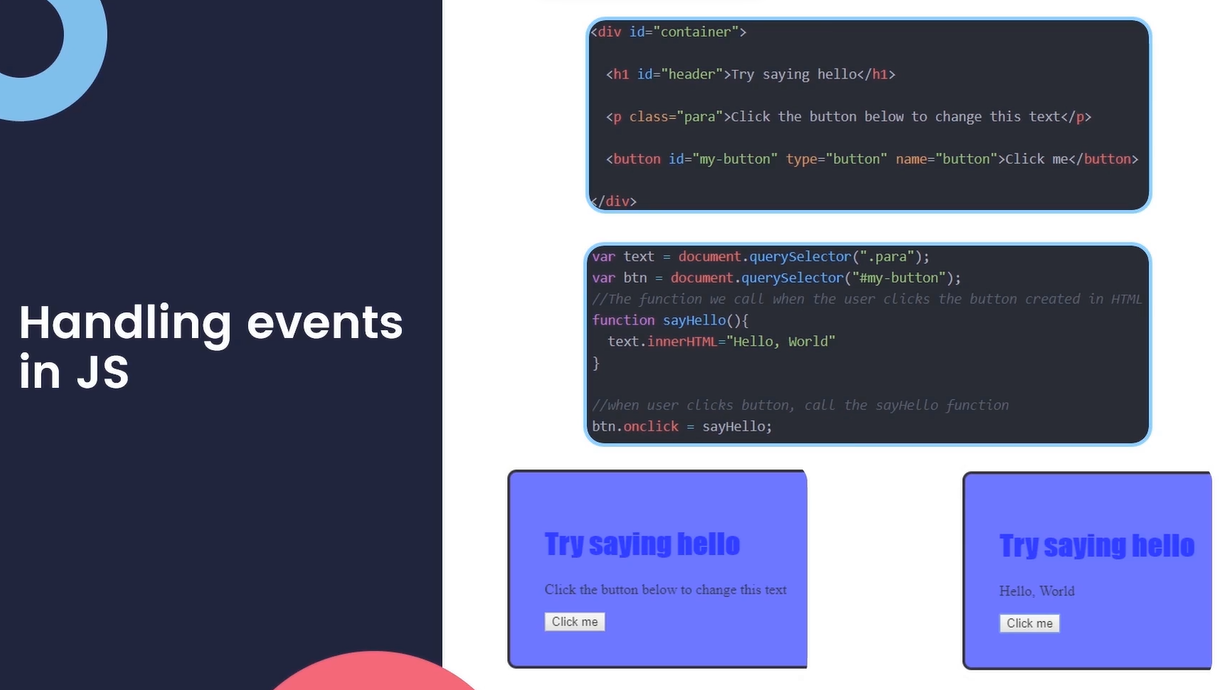 Handling events
in JS
<div id="container">
<h1 id="header">Try saying hello</h1>
<p class="para">Click the button below to change this text</p>
<button id="my-button" type="button" name="button">Click me</button>
</div>
var text = document.querySelector(".para");
var btn = document.querySelector("#my-button");
//The function we call when the user clicks the button created in HTML
function sayHello(){
text.innerHTML="Hello, World"
}
//when user clicks button, call the sayHello function
btn.onclick = sayHello;
Try saying hello
Click the button below to change this text
Click me
Try saying hello
Hello, World
Click me